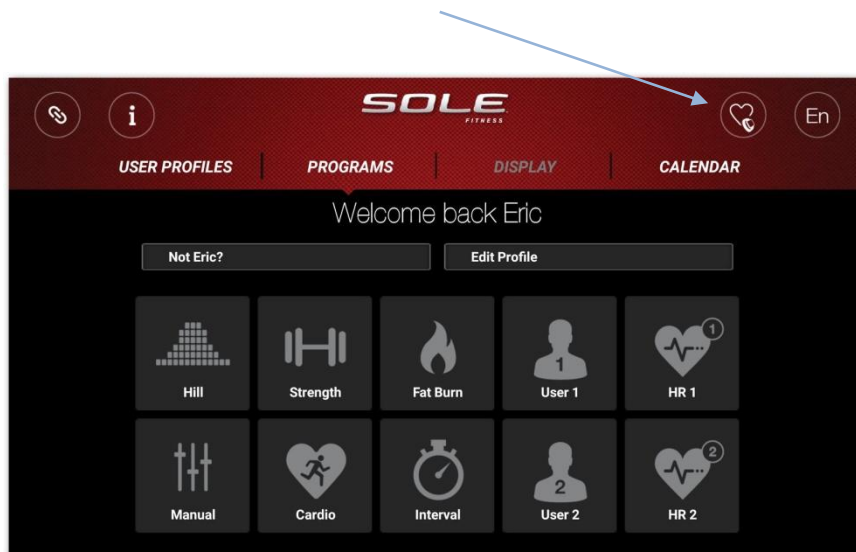 i
SOLE
FITNESS
En
USER PROFILES
PROGRAMS
DISPLAY
CALENDAR
Welcome back Eric
Not Eric?
Edit Profile
Hill
Strength
Fat Burn
1
User 1
1
HR 1
Manual
Cardio
Interval
2
User 2
2
HR 2